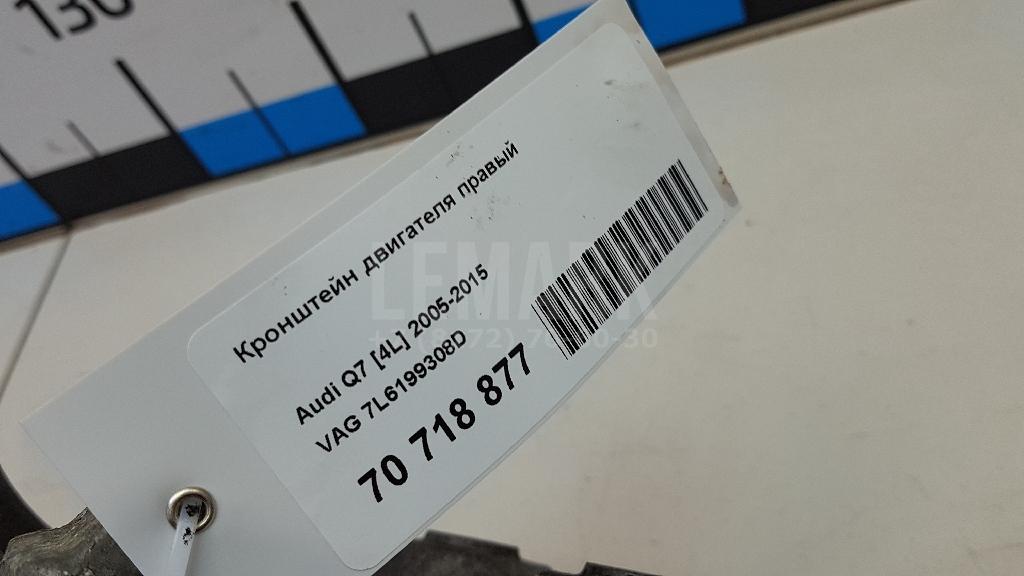 130
Кронштейн двигателя правый
Audi Q7 [4L] 2005-2015
VAG 7L6199308D
70 718 877